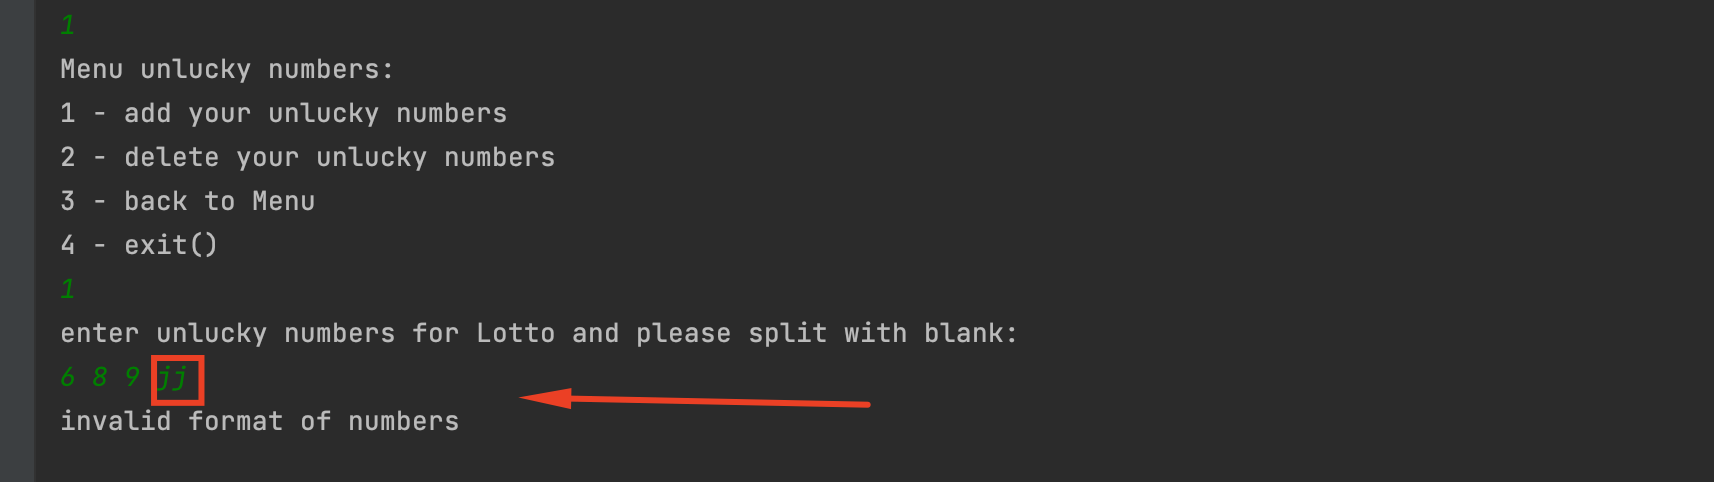 1
Menu unlucky numbers:
1 - add your unlucky numbers
2 - delete your unlucky numbers
3 - back to Menu
4 - exit()
1
enter unlucky numbers for Lotto and please split with blank:
6 8 9 jj
invalid format of numbers